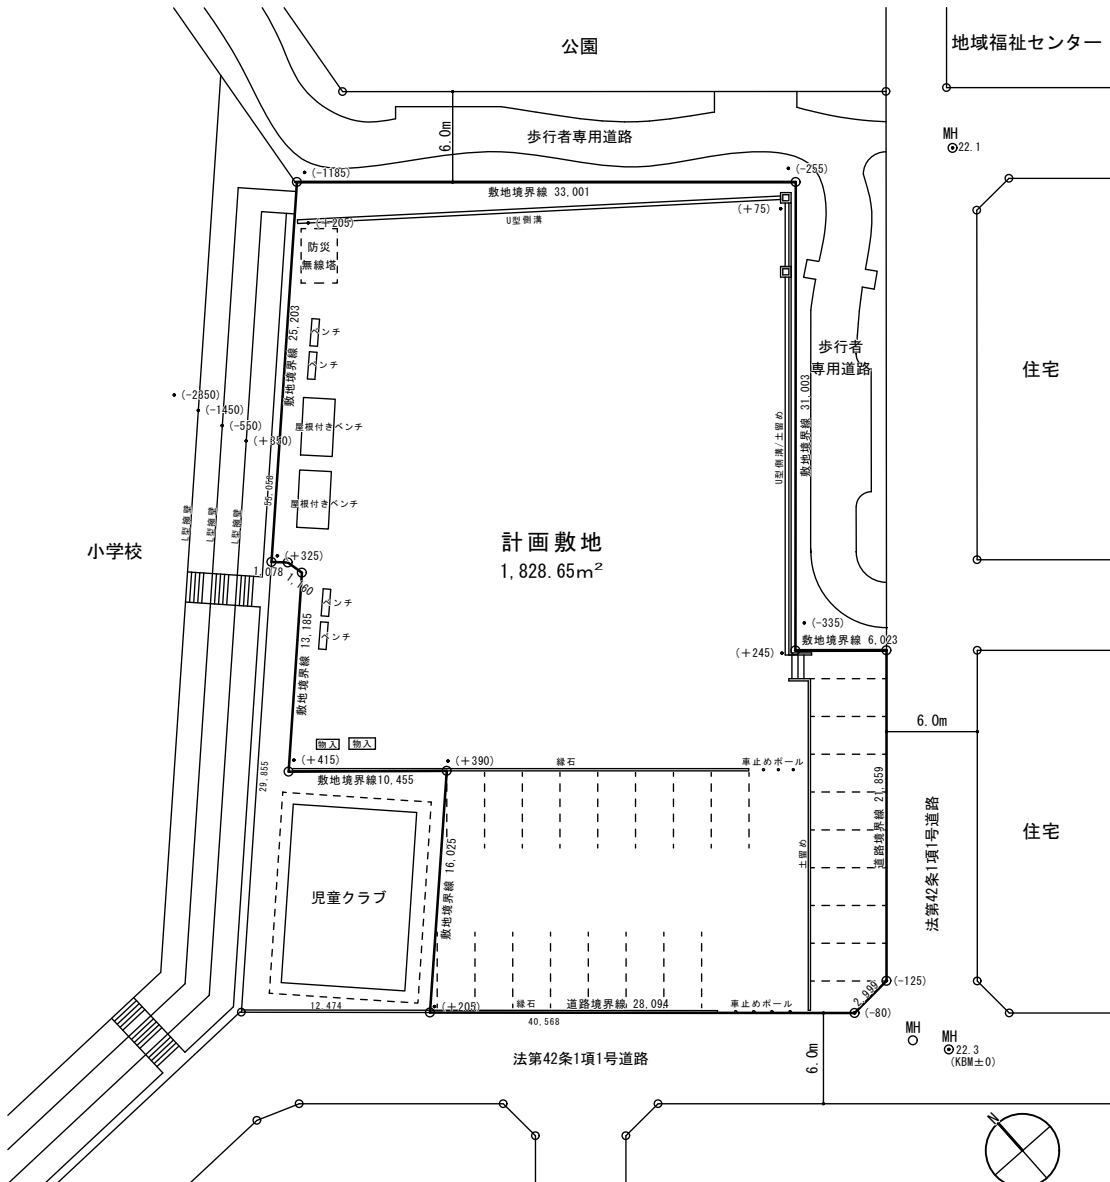 公園
地域福祉センター
歩行者専用道路
6.0m
MH
22.1
(-1185)
(-255)
敷地境界線 33,001
(+75)
(+205)
U型側溝
防災
無線塔
敷地境界線 25,203
ベンチ
ベンチ
歩行者
専用道路
住宅
(-2350)
(-1450)
(-550)
(+350)
屋根付きベンチ
敷地境界線 31,003
U型側溝/土留め
55,058
屋根付きベンチ
L型擁壁
L型擁壁
L型擁壁
小学校
計画敷地
1,828.65m²
(+325)
1,078
1,160
ベンチ
敷地境界線 13,185
ベンチ
(-335)
敷地境界線 6,023
(+245)
6.0m
物入
物入
(+415)
(+390)
縁石
車止めポール
敷地境界線10,455
29,855
道路境界線 21,859
法第42条1項1号道路
住宅
土留め
敷地境界線 16,025
児童クラブ
(-125)
2,999
12,474
(+205)
縁石
道路境界線 28,094
車止めポール
(-80)
40,568
MH
MH
22.3
(KBM±0)
法第42条1項1号道路
6.0m
N